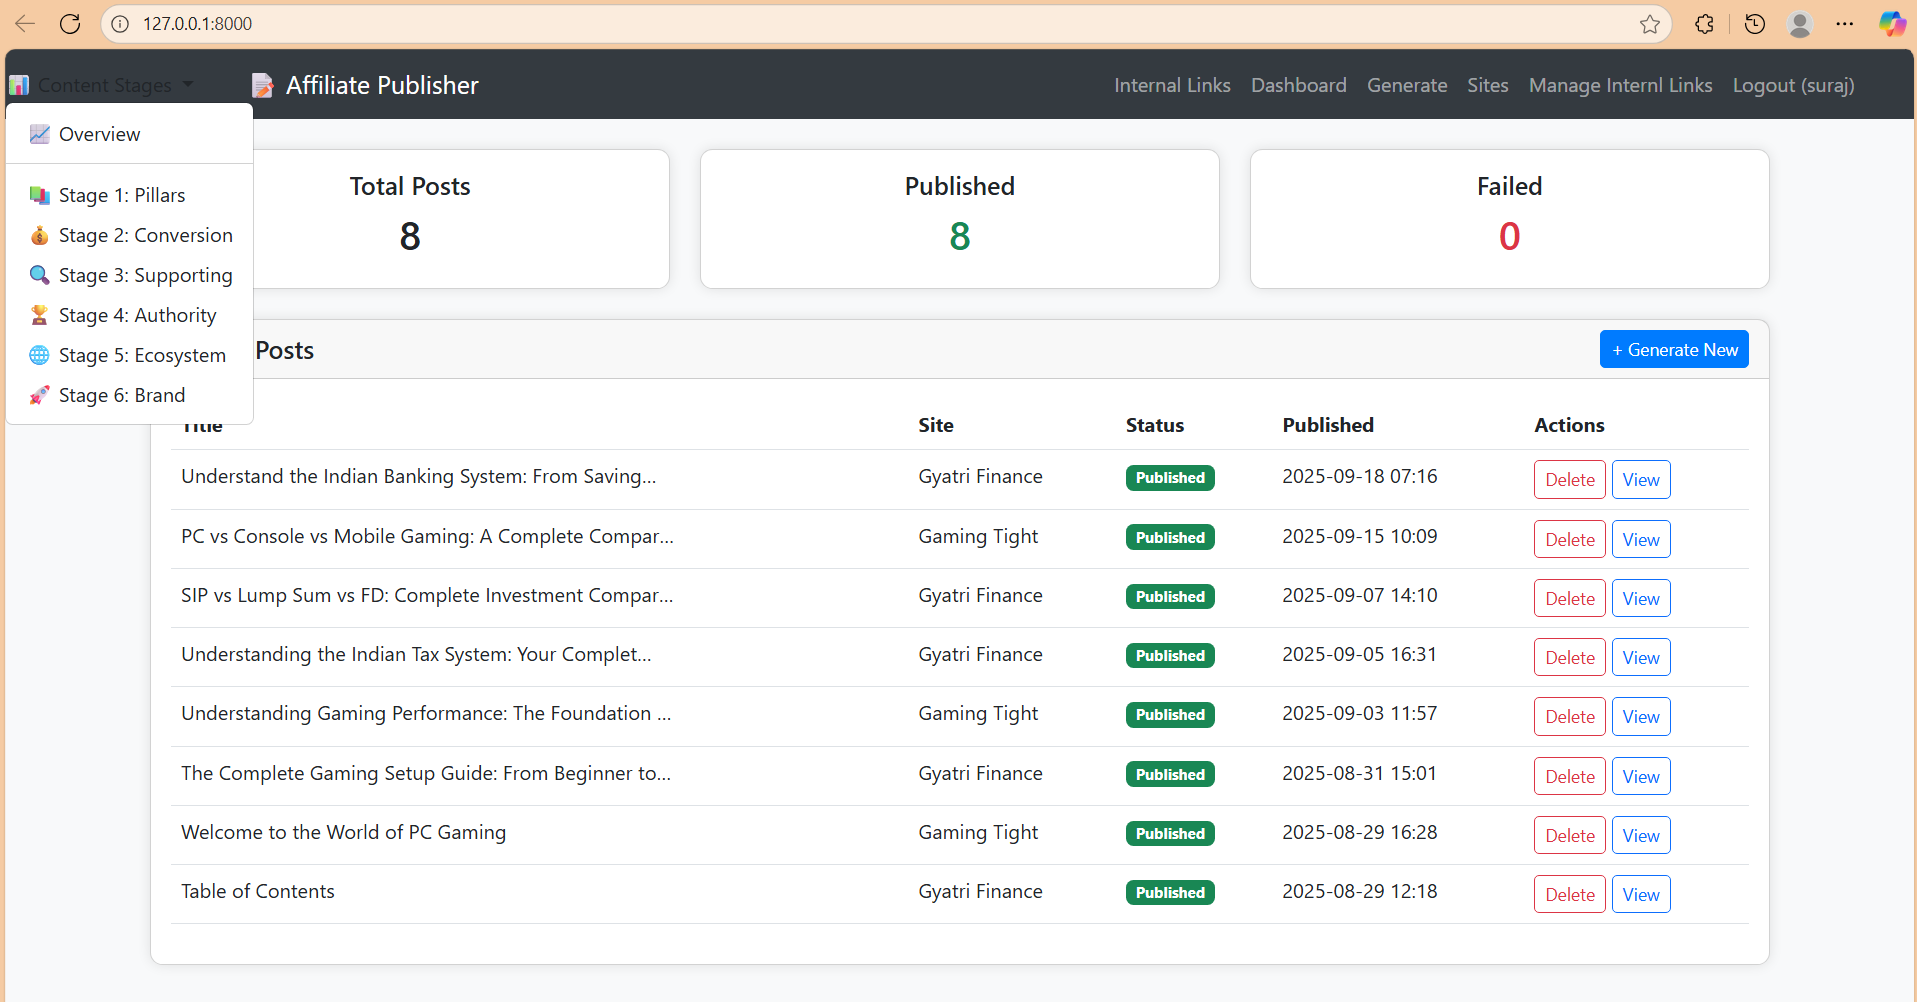 127.0.0.1:8000
Content Stages
Affiliate Publisher
Internal Links Dashboard Generate Sites Manage Internl Links Logout (suraj)
Overview
Stage 1: Pillars
Stage 2: Conversion
Stage 3: Supporting
Stage 4: Authority
Stage 5: Ecosystem
Stage 6: Brand
Total Posts
8
Published
8
Failed
0
Posts
+ Generate New
Title Site Status Published Actions
Understand the Indian Banking System: From Saving... Gyatri Finance Published 2025-09-18 07:16 Delete View
PC vs Console vs Mobile Gaming: A Complete Compar... Gaming Tight Published 2025-09-15 10:09 Delete View
SIP vs Lump Sum vs FD: Complete Investment Compar... Gyatri Finance Published 2025-09-07 14:10 Delete View
Understanding the Indian Tax System: Your Complet... Gyatri Finance Published 2025-09-05 16:31 Delete View
Understanding Gaming Performance: The Foundation ... Gaming Tight Published 2025-09-03 11:57 Delete View
The Complete Gaming Setup Guide: From Beginner to... Gyatri Finance Published 2025-08-31 15:01 Delete View
Welcome to the World of PC Gaming Gaming Tight Published 2025-08-29 16:28 Delete View
Table of Contents Gyatri Finance Published 2025-08-29 12:18 Delete View